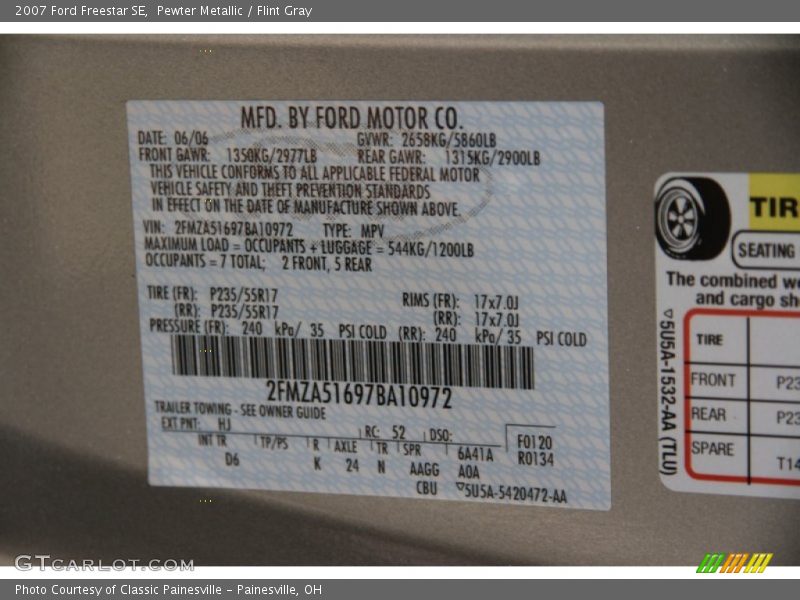 2007 Ford Freestar SE, Pewter Metallic / Flint Gray
MFD. BY FORD MOTOR CO.
DATE: 06/06 GVWR: 2658KG/5860LB
FRONT GAWR: 1350KG/2977LB REAR GAWR: 1315KG/2900LB
THIS VEHICLE CONFORMS TO ALL APPLICABLE FEDERAL MOTOR
VEHICLE SAFETY AND THEFT PREVENTION STANDARDS
IN EFFECT ON THE DATE OF MANUFACTURE SHOWN ABOVE.
VIN: 2FMZA51697BA10972 TYPE: MPV
MAXIMUM LOAD = OCCUPANTS + LUGGAGE = 544KG/1200LB
OCCUPANTS = 7 TOTAL; 2 FRONT, 5 REAR
TIRE (FR): P235/55R17 RIMS (FR): 17x7.0J
(RR): P235/55R17 (RR): 17x7.0J
PRESSURE (FR): 240 kPa/ 35 PSI COLD (RR): 240 kPa/ 35 PSI COLD
2FMZA51697BA10972
TRAILER TOWING - SEE OWNER GUIDE
EXT PNT: HJ RC: 52 DSO: F0120
INT TR TP/PS R AXLE TR SPR 6A41A R0134
D6 K 24 N AAGG A0A
CBU ▽5U5A-5420472-AA
TIR
SEATING
The combined we
and cargo sh
TIRE
FRONT P23
REAR P23
SPARE T14
▽5U5A-1532-AA (TLU)
GTCARLOT.COM
Photo Courtesy of Classic Painesville - Painesville, OH